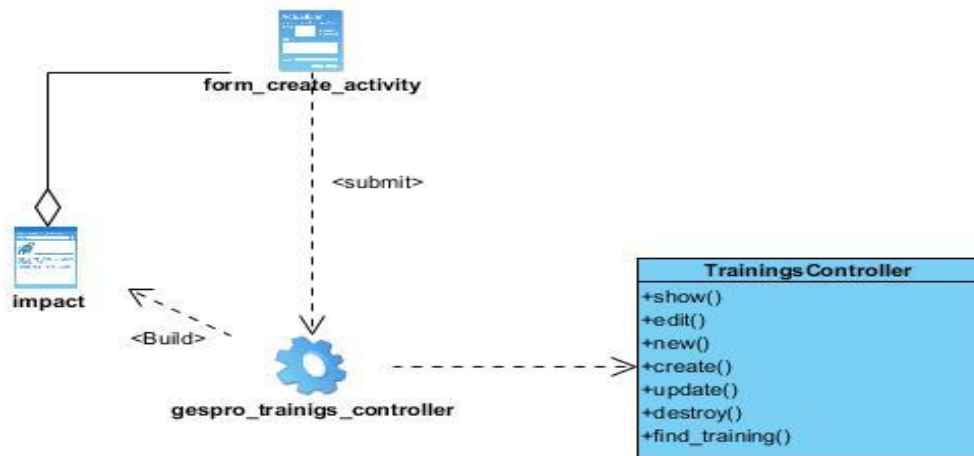 form_create_activity
<submit>
impact
<Build>
gespro_trainigs_controller
TrainingsController
+show()
+edit()
+new()
+create()
+update()
+destroy()
+find_training()